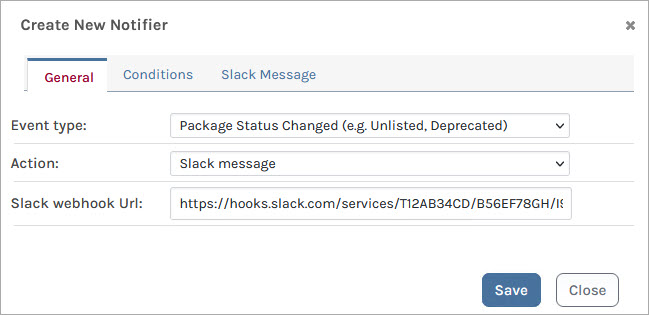 Create New Notifier
General Conditions Slack Message
Event type: Package Status Changed (e.g. Unlisted, Deprecated)
Action: Slack message
Slack webhook Url: https://hooks.slack.com/services/T12AB34CD/B56EF78GH/I9
Save Close